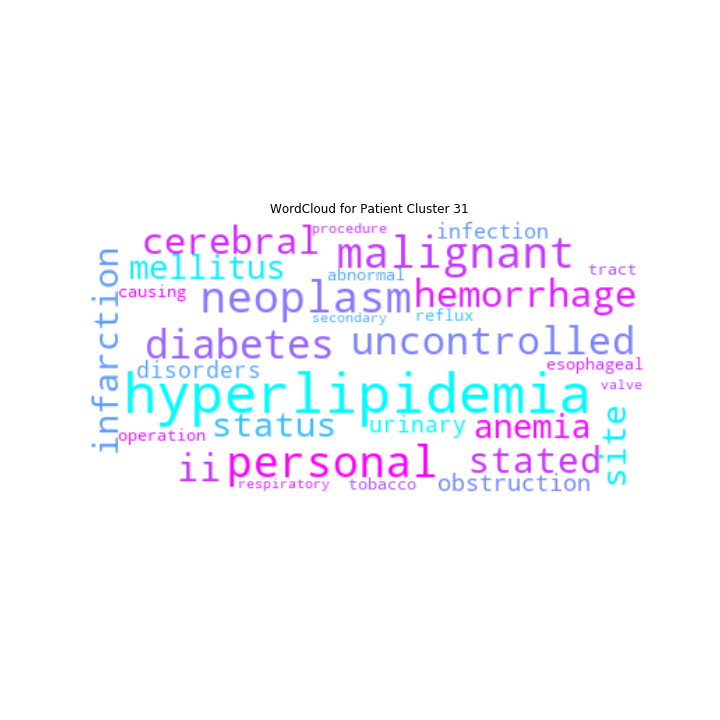 WordCloud for Patient Cluster 31
procedure
infection
cerebral
malignant
mellitus
abnormal
tract
causing
neoplasm
hemorrhage
secondary
reflux
infarction
diabetes
uncontrolled
disorders
esophageal
hyperlipidemia
valve
status
urinary
anemia
site
operation
ii
personal
stated
respiratory
tobacco
obstruction